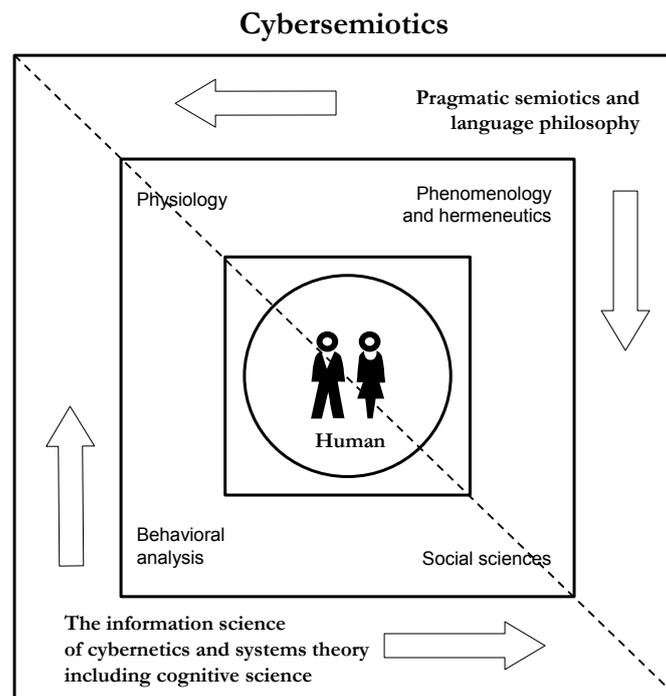 Cybersemiotics
Pragmatic semiotics and
language philosophy
Physiology
Phenomenology
and hermeneutics
Human
Behavioral
analysis
Social sciences
The information science
of cybernetics and systems theory
including cognitive science